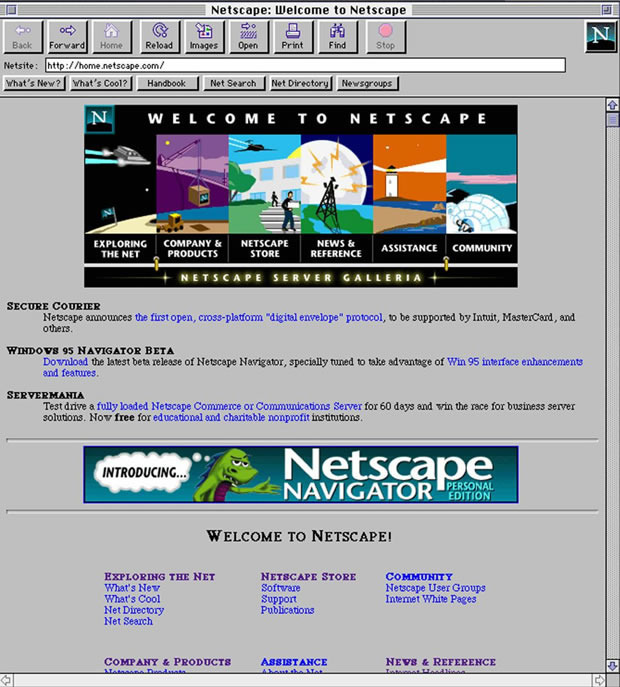 Netscape: Welcome to Netscape
Back Forward Home Reload Images Open Print Find Stop
N
Netsite: http://home.netscape.com/
What's New? What's Cool? Handbook Net Search Net Directory Newsgroups
N WELCOME TO NETSCAPE
N
N
EXPLORING THE NET
COMPANY & PRODUCTS
NETSCAPE STORE
NEWS & REFERENCE
ASSISTANCE
COMMUNITY
NETSCAPE SERVER GALLERIA
SECURE COURIER
Netscape announces the first open, cross-platform "digital envelope" protocol, to be supported by Intuit, MasterCard, and
others.
WINDOWS 95 NAVIGATOR BETA
Download the latest beta release of Netscape Navigator, specially tuned to take advantage of Win 95 interface enhancements
and features.
SERVERMANIA
Test drive a fully loaded Netscape Commerce or Communications Server for 60 days and win the race for business server
solutions. Now free for educational and charitable nonprofit institutions.
INTRODUCING...
Netscape
NAVIGATOR PERSONAL EDITION
WELCOME TO NETSCAPE!
EXPLORING THE NET
What's New
What's Cool
Net Directory
Net Search
NETSCAPE STORE
Software
Support
Publications
COMMUNITY
Netscape User Groups
Internet White Pages
COMPANY & PRODUCTS
Netscape Products
ASSISTANCE
About the Net
NEWS & REFERENCE
Internet Headlines